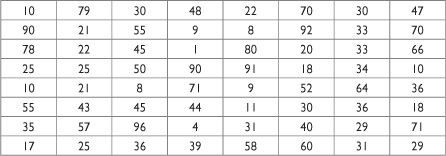 10 79 30 48 22 70 30 47
90 21 55 9 8 92 33 70
78 22 45 1 80 20 33 66
25 25 50 90 91 18 34 10
10 21 8 71 9 52 64 36
55 43 45 44 11 30 36 18
35 57 96 4 31 40 29 71
17 25 36 39 58 60 31 29